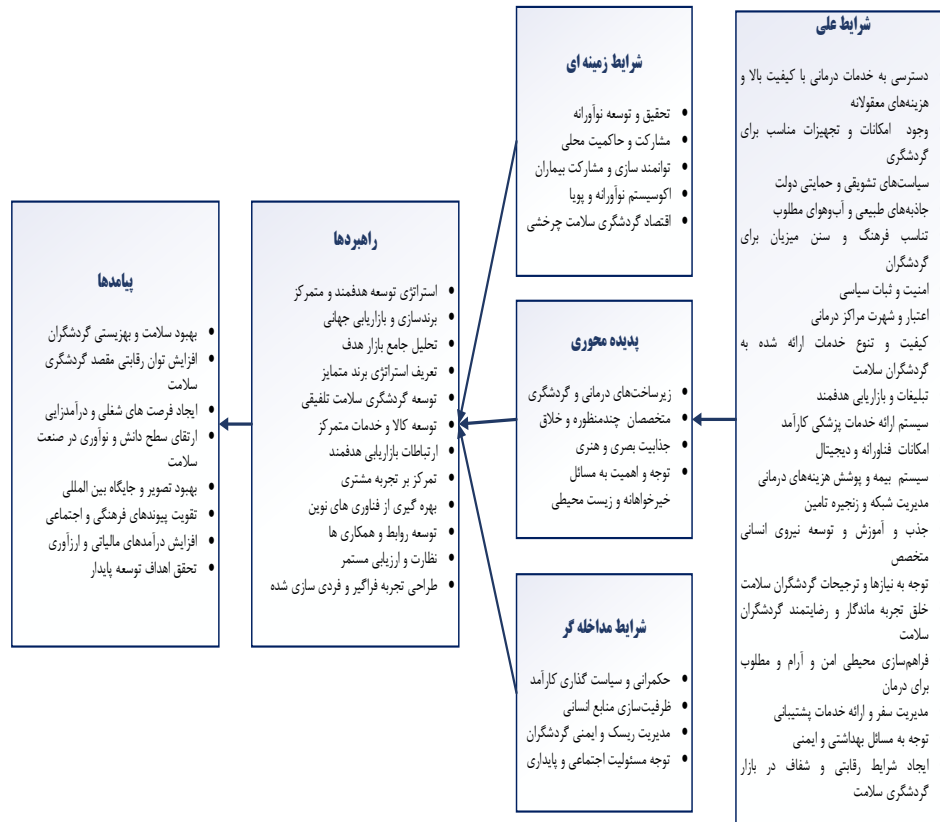 شرایط علی
دسترسی به خدمات درمانی با کیفیت بالا و
هزینه‌های معقولانه
وجود امکانات و تجهیزات مناسب برای
گردشگری
سیاست‌های تشویقی و حمایتی دولت
جاذبه‌های طبیعی و آب‌وهوای مطلوب
تناسب فرهنگ و سنن میزبان برای
گردشگران
امنیت و ثبات سیاسی
اعتبار و شهرت مراکز درمانی
کیفیت و تنوع خدمات ارائه شده به
گردشگران سلامت
تبلیغات و بازاریابی هدفمند
سیستم ارائه خدمات پزشکی کارآمد
امکانات فناورانه و دیجیتال
سیستم بیمه و پوشش هزینه‌های درمانی
مدیریت شبکه و زنجیره تامین
جذب و آموزش و توسعه نیروی انسانی
متخصص
توجه به نیازها و ترجیحات گردشگران سلامت
خلق تجربه ماندگار و رضایتمند گردشگران
سلامت
فراهم‌سازی محیطی امن و آرام و مطلوب
برای درمان
مدیریت سفر و ارائه خدمات پشتیبانی
توجه به مسائل بهداشتی و ایمنی
ایجاد شرایط رقابتی و شفاف در بازار
گردشگری سلامت
شرایط زمینه ای
• تحقیق و توسعه نوآورانه
• مشارکت و حاکمیت محلی
• توانمند سازی و مشارکت بیماران
• اکوسیستم نوآورانه و پویا
• اقتصاد گردشگری سلامت چرخشی
پدیده محوری
• زیرساخت‌های درمانی و گردشگری
• متخصصان چندمنظوره و خلاق
• جذابیت بصری و هنری
• توجه و اهمیت به مسائل
خیرخواهانه و زیست محیطی
شرایط مداخله گر
• حکمرانی و سیاست گذاری کارآمد
• ظرفیت‌سازی منابع انسانی
• مدیریت ریسک و ایمنی گردشگران
• توجه مسئولیت اجتماعی و پایداری
راهبردها
• استراتژی توسعه هدفمند و متمرکز
• برندسازی و بازاریابی جهانی
• تحلیل جامع بازار هدف
• تعریف استراتژی برند متمایز
• توسعه گردشگری سلامت تلفیقی
• توسعه کالا و خدمات متمرکز
• ارتباطات بازاریابی هدفمند
• تمرکز بر تجربه مشتری
• بهره گیری از فناوری های نوین
• توسعه روابط و همکاری ها
• نظارت و ارزیابی مستمر
• طراحی تجربه فراگیر و فردی سازی شده
پیامدها
• بهبود سلامت و بهزیستی گردشگران
• افزایش توان رقابتی مقصد گردشگری
سلامت
• ایجاد فرصت های شغلی و درآمدزایی
• ارتقای سطح دانش و نوآوری در صنعت
سلامت
• بهبود تصویر و جایگاه بین المللی
• تقویت پیوندهای فرهنگی و اجتماعی
• افزایش درآمدهای مالیاتی و ارزآوری
• تحقق اهداف توسعه پایدار